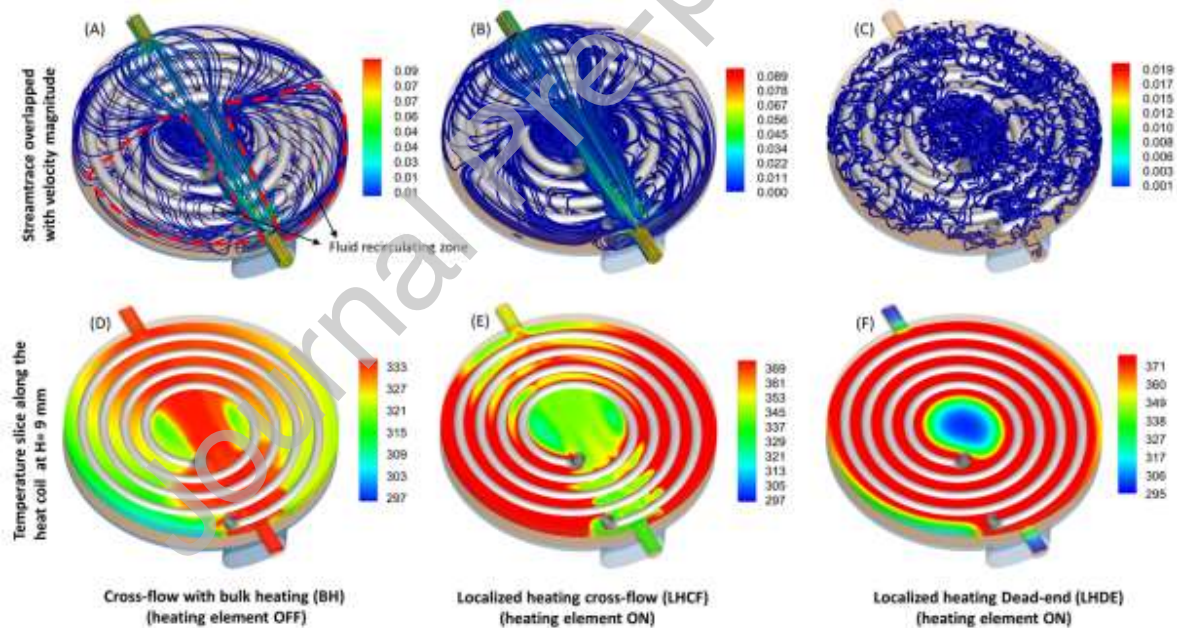 (A)
(B)
(C)
Streamtrace overlapped
with velocity magnitude
0.09
0.07
0.07
0.06
0.04
0.04
0.03
0.01
0.01
0.089
0.078
0.067
0.056
0.045
0.034
0.022
0.011
0.000
0.019
0.017
0.015
0.012
0.010
0.008
0.006
0.003
0.001
Fluid recirculating zone
(D)
(E)
(F)
Temperature slice along the
heat coil at H= 9 mm
333
327
321
315
303
297
369
361
353
345
337
329
321
313
305
297
371
360
349
338
327
316
306
295
Cross-flow with bulk heating (BH)
(heating element OFF)
Localized heating cross-flow (LHCF)
(heating element ON)
Localized heating Dead-end (LHDE)
(heating element ON)
Journal Pre-p